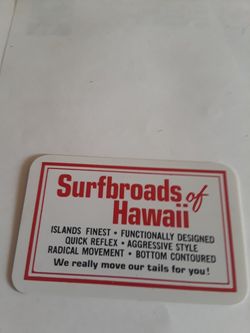 Surfbroads of
Hawaii
ISLANDS FINEST • FUNCTIONALLY DESIGNED
QUICK REFLEX • AGGRESSIVE STYLE
RADICAL MOVEMENT • BOTTOM CONTOURED
We really move our tails for you!